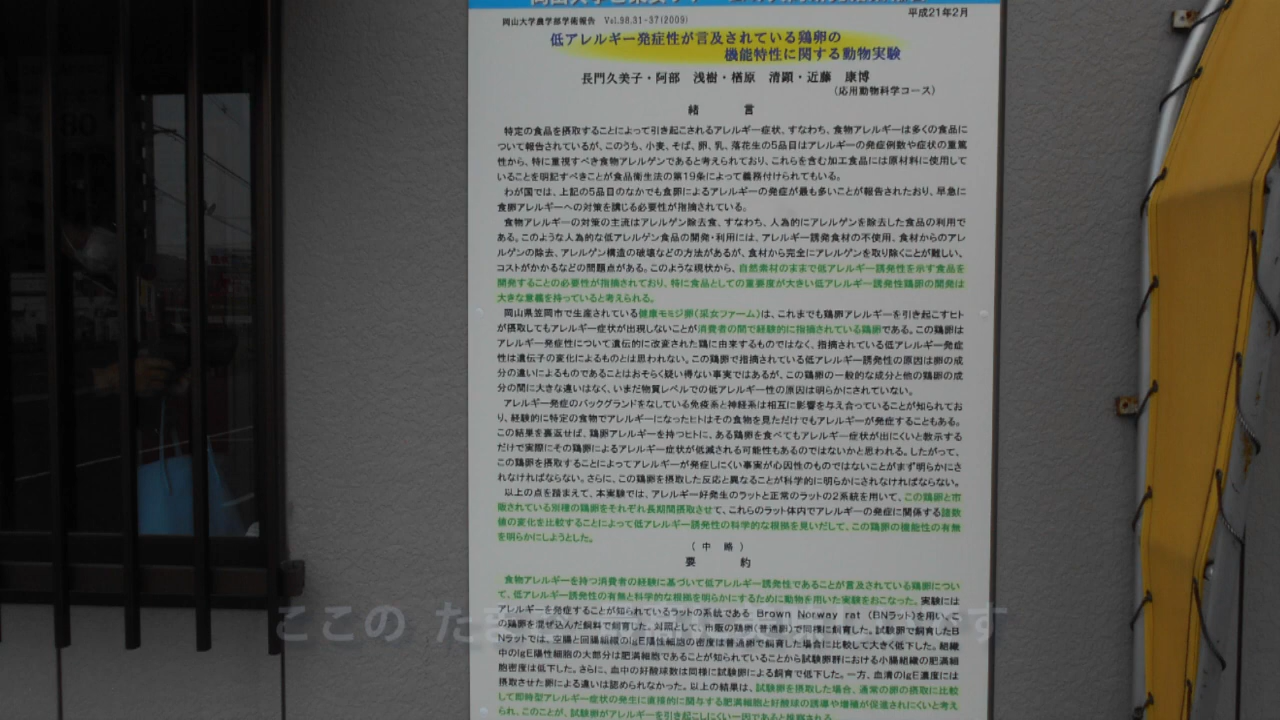 岡山大学農学部学術報告 Vol.98.31-37(2009)
平成21年2月
低アレルギー発症性が言及されている鶏卵の
機能特性に関する動物実験
長門久美子・阿部 浅樹・楢原 清顕・近藤 康博
(応用動物科学コース)
緒 言
特定の食品を摂取することによって引き起こされるアレルギー症状、すなわち、食物アレルギーは多くの食品に
ついて報告されているが、このうち、小麦、そば、卵、乳、落花生の5品目はアレルギーの発症例数や症状の重篤
性から、特に重視すべき食物アレルゲンであると考えられており、これらを含む加工食品には原材料に使用して
いることを明記すべきことが食品衛生法の第19条によって義務付けられてもいる。
わが国では、上記の5品目のなかでも食卵によるアレルギーの発症が最も多いことが報告されたおり、早急に
食卵アレルギーへの対策を講じる必要性が指摘されている。
食物アレルギーの対策の主流はアレルゲン除去食、すなわち、人為的にアレルゲンを除去した食品の利用で
ある。このような人為的な低アレルゲン食品の開発・利用には、アレルギー誘発食材の不使用、食材からのアレ
ルゲンの除去、アレルゲン構造の破壊などの方法があるが、食材から完全にアレルゲンを取り除くことが難しい、
コストがかかるなどの問題点がある。このような現状から、自然素材のままで低アレルギー誘発性を示す食品を
開発することの必要性が指摘されており、特に食品としての重要度が大きい低アレルギー誘発性鶏卵の開発は
大きな意義を持っていると考えられる。
岡山県笠岡市で生産されている健康モミジ卵(采女ファーム)は、これまでも鶏卵アレルギーを引き起こすヒト
が摂取してもアレルギー症状が出現しないことが消費者の間で経験的に指摘されている鶏卵である。この鶏卵は
アレルギー発症性について遺伝的に改変された鶏に由来するものではなく、指摘されている低アレルギー発症
性は遺伝子の変化によるものとは思われない。この鶏卵で指摘されている低アレルギー誘発性の原因は卵の成
分の違いによるものであることはおそらく疑い得ない事実ではあるが、この鶏卵の一般的な成分と他の鶏卵の成
分の間に大きな違いはなく、いまだ物質レベルでの低アレルギー性の原因は明らかにされていない。
アレルギー発症のバックグランドをなしている免疫系と神経系は相互に影響を与え合っていることが知られてお
り、経験的に特定の食物でアレルギーになったヒトはその食物を見ただけでもアレルギーが発症することもある。
この結果を裏返せば、鶏卵アレルギーを持つヒトに、ある鶏卵を食べてもアレルギー症状が出にくいと教示する
だけで実際にその鶏卵によるアレルギー症状が低減される可能性もあるのではないかと思われる。したがって、
この鶏卵を摂取することによってアレルギーが発症しにくい事実が心因性のものではないことがまず明らかにさ
れなければならない。さらに、この鶏卵を摂取した反応と異なることが科学的に明らかにされなければならない。
以上の点を踏まえて、本実験では、アレルギー好発生のラットと正常のラットの2系統を用いて、この鶏卵と市
販されている別種の鶏卵をそれぞれ長期間摂取させて、これらのラット体内でアレルギーの発症に関係する諸数
値の変化を比較することによって低アレルギー誘発性の科学的な根拠を見いだして、この鶏卵の機能性の有無
を明らかにしようとした。
(中 略)
要 約
食物アレルギーを持つ消費者の経験に基づいて低アレルギー誘発性であることが言及されている鶏卵につい
て、低アレルギー誘発性の有無と科学的な根拠を明らかにするために動物を用いた実験をおこなった。実験には
アレルギーを発症することが知られているラットの系統である Brown Norway rat (BNラット)を用い、
の鶏卵を混ぜ込んだ飼料で飼育した。対照として、市販の鶏卵(普通卵)で同様に飼育した。試験卵で飼育したB
Nラットでは、空腸と回腸組織のIgE陽性細胞の密度は普通卵で飼育した場合に比較して大きく低下した。組織
中のIgE陽性細胞の大部分は肥満細胞であることが知られていることから試験卵群における小腸組織の肥満細
胞密度は低下した。さらに、血中の好酸球数は同様に試験卵による飼育で低下した。一方、血清のIgE濃度には
摂取させた卵による違いは認められなかった。以上の結果は、試験卵を摂取した場合、通常の卵の摂取に比較
して即時型アレルギー症状の発生に直接的に関与する肥満細胞と好酸球の誘導や増殖が促進されにくいと考え
られ、このことが、試験卵がアレルギーを引き起こしにくい一因であると推察される。
ここの た
す